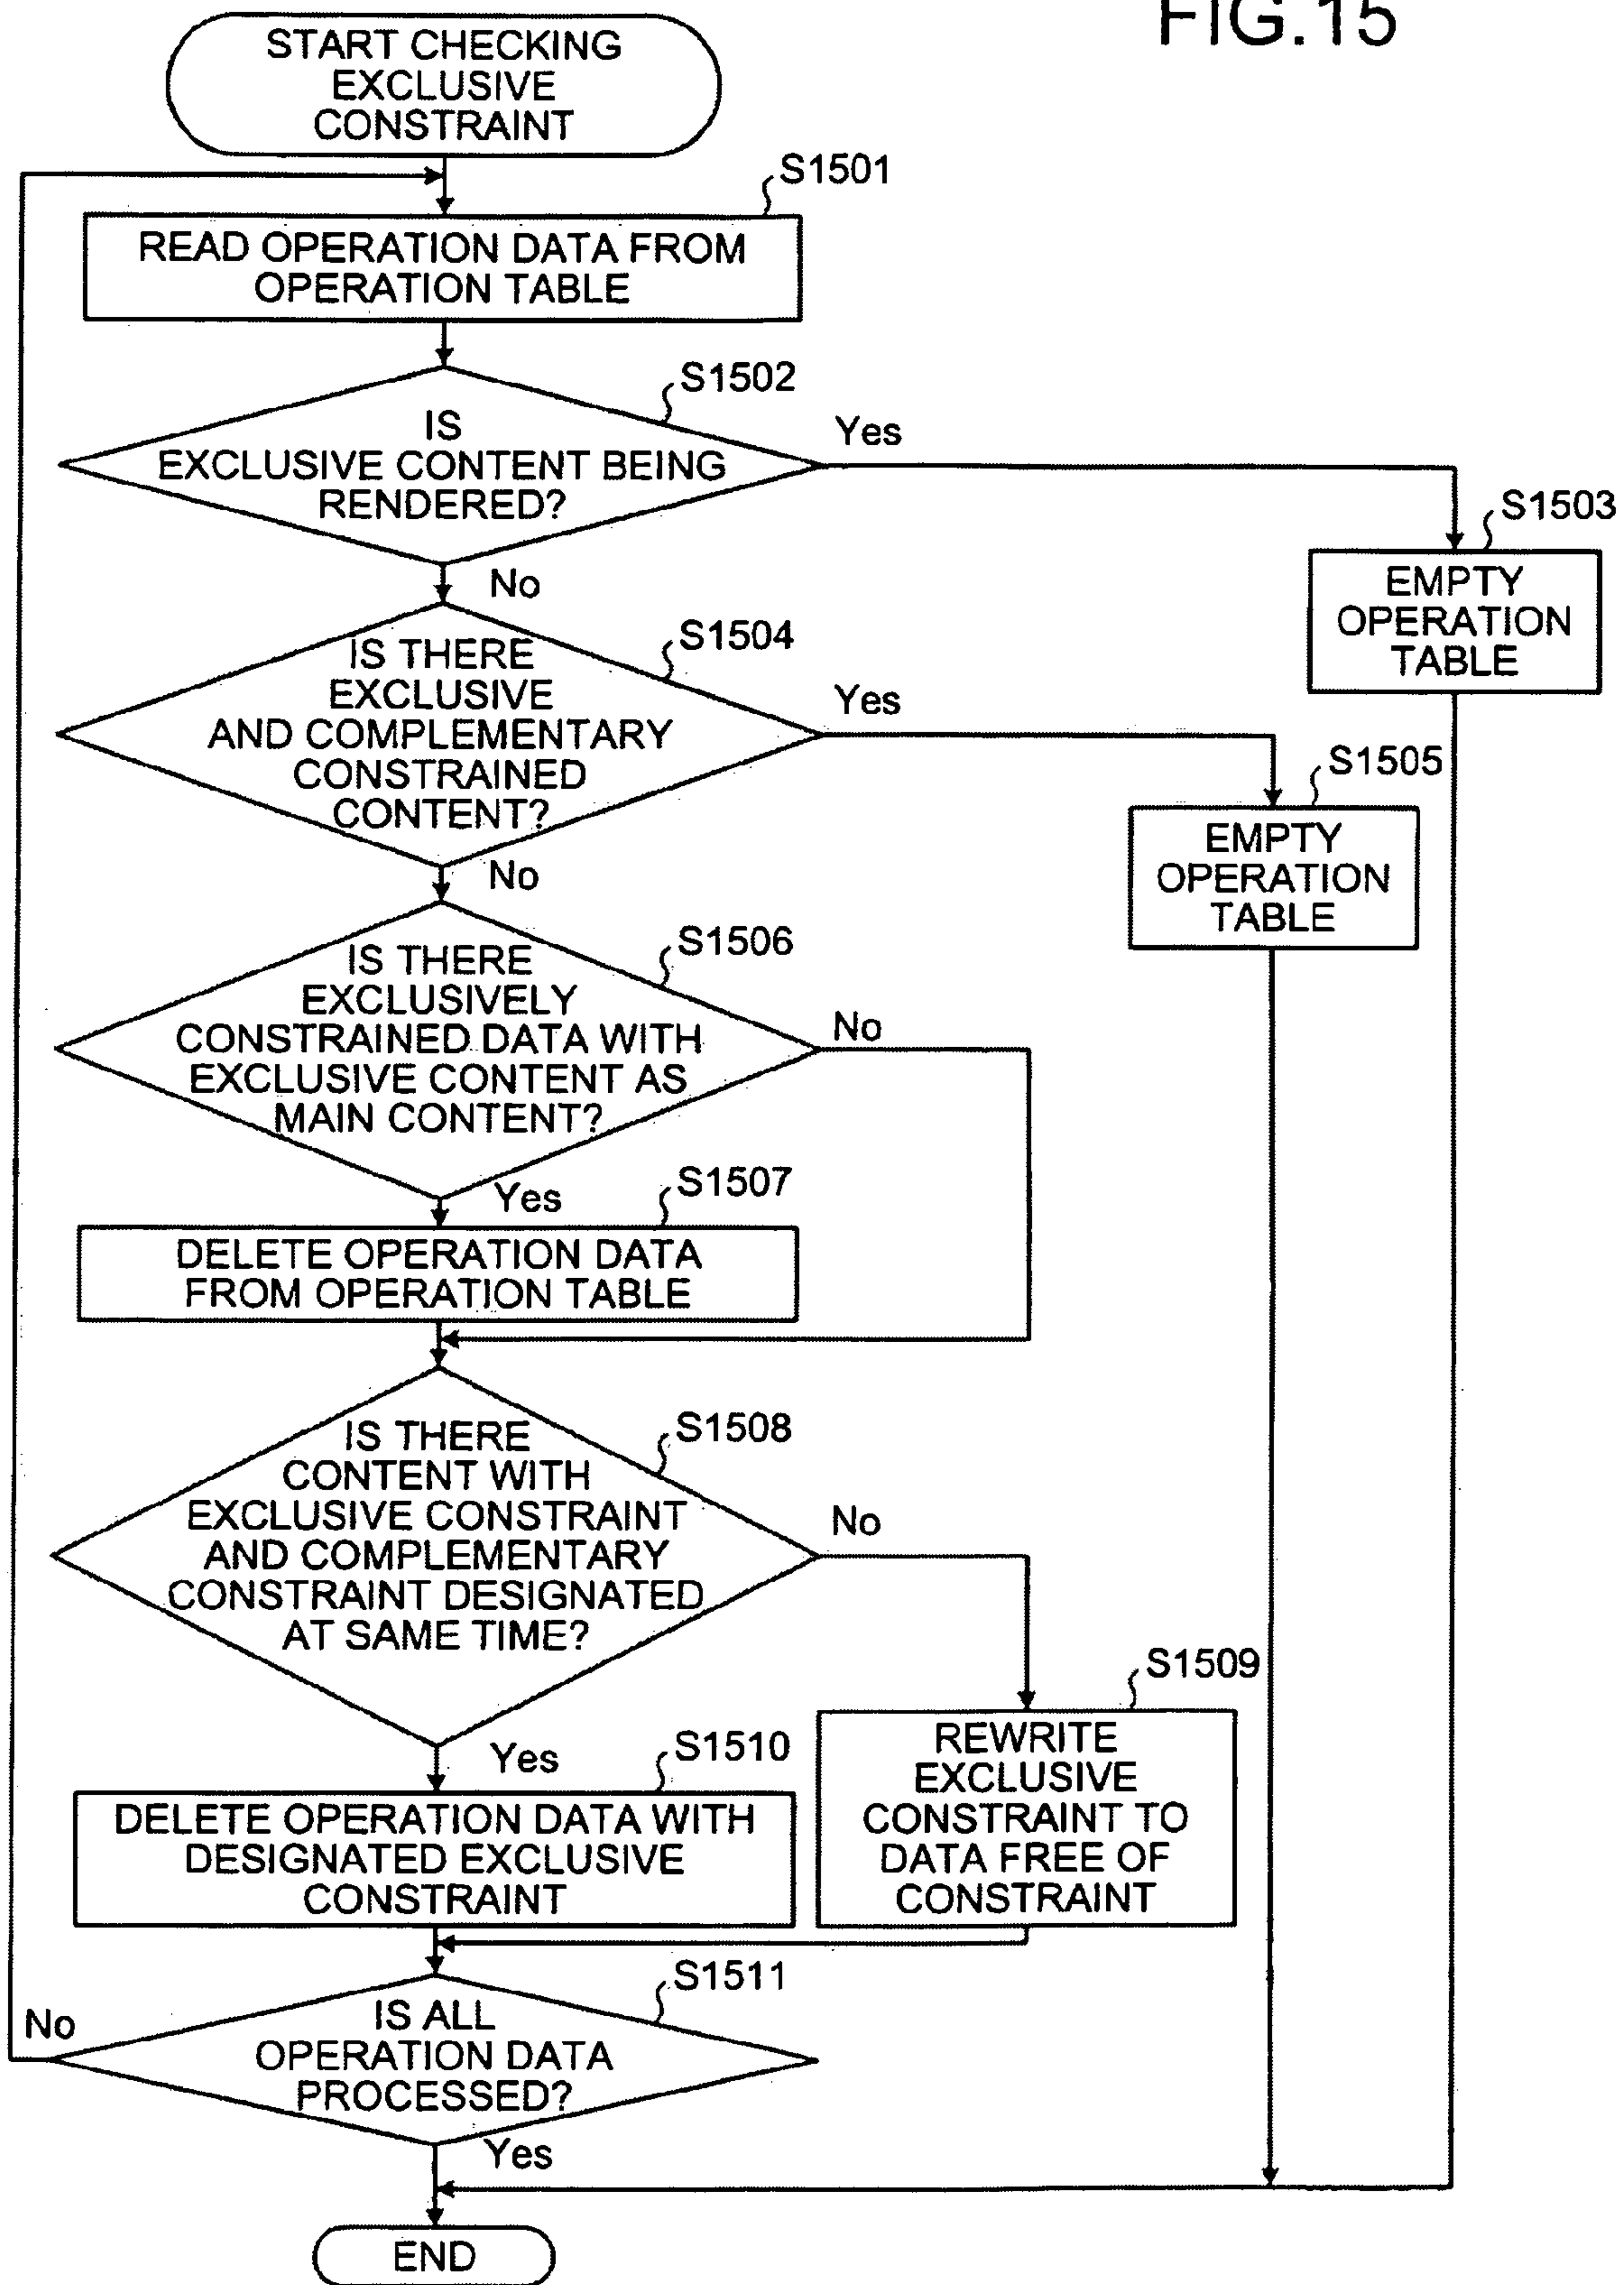 FIG.15
START CHECKING
EXCLUSIVE
CONSTRAINT
S1501
READ OPERATION DATA FROM
OPERATION TABLE
S1502
IS
EXCLUSIVE CONTENT BEING
RENDERED?
Yes
S1503
EMPTY
OPERATION
TABLE
No
S1504
IS THERE
EXCLUSIVE
AND COMPLEMENTARY
CONSTRAINED
CONTENT?
Yes
S1505
EMPTY
OPERATION
TABLE
No
S1506
IS THERE
EXCLUSIVELY
CONSTRAINED DATA WITH
EXCLUSIVE CONTENT AS
MAIN CONTENT?
No
Yes
S1507
DELETE OPERATION DATA
FROM OPERATION TABLE
S1508
IS THERE
CONTENT WITH
EXCLUSIVE CONSTRAINT
AND COMPLEMENTARY
CONSTRAINT DESIGNATED
AT SAME TIME?
No
S1509
REWRITE
EXCLUSIVE
CONSTRAINT TO
DATA FREE OF
CONSTRAINT
Yes
S1510
DELETE OPERATION DATA WITH
DESIGNATED EXCLUSIVE
CONSTRAINT
S1511
IS ALL
OPERATION DATA
PROCESSED?
No
Yes
END